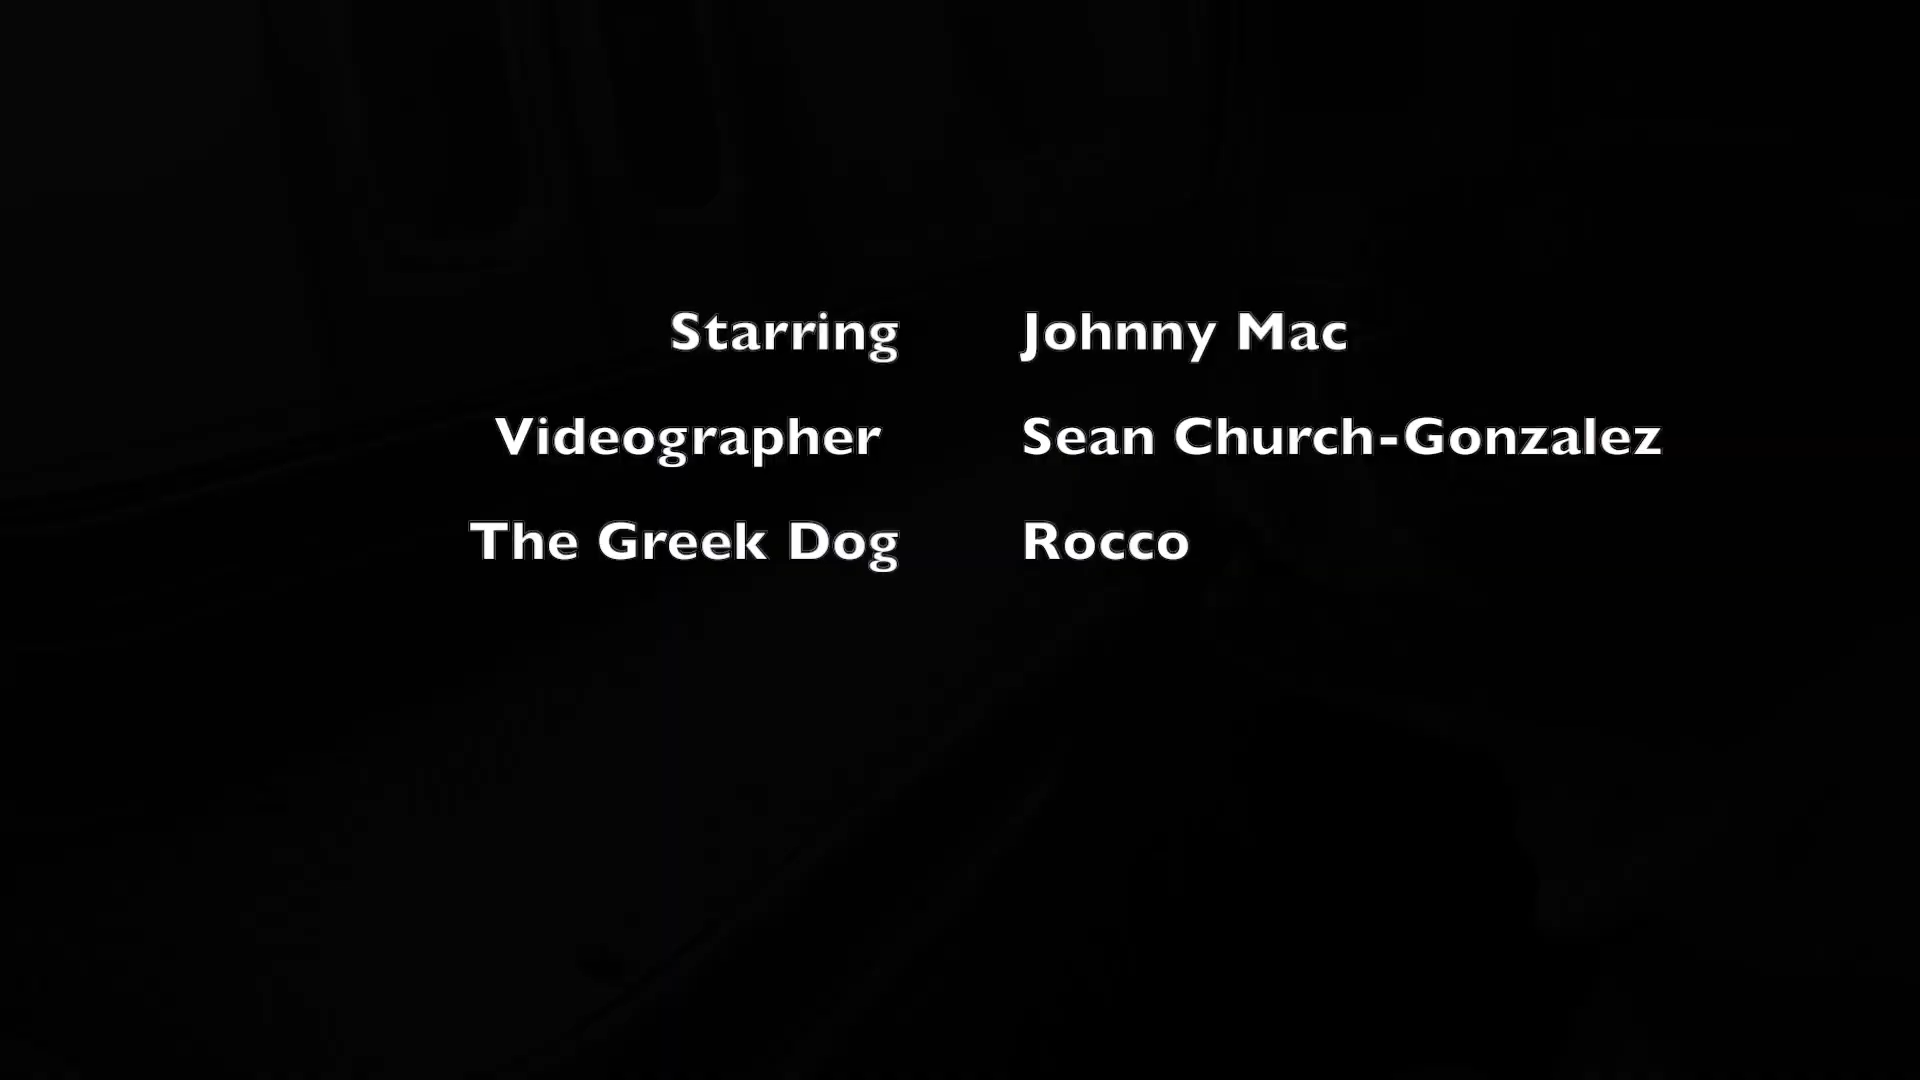 Starring Johnny Mac
Videographer Sean Church-Gonzalez
The Greek Dog Rocco